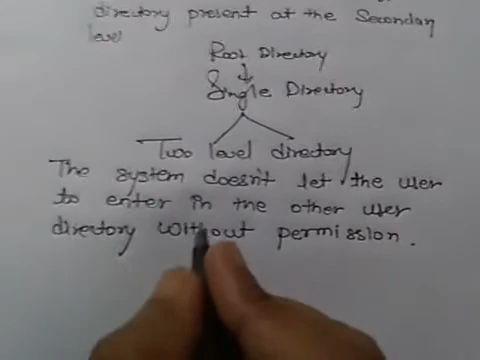 directory present at the Secondary
level
Root Directory
Single Directory
Two level directory
The system doesn't let the user
to enter in the other user
directory without permission.